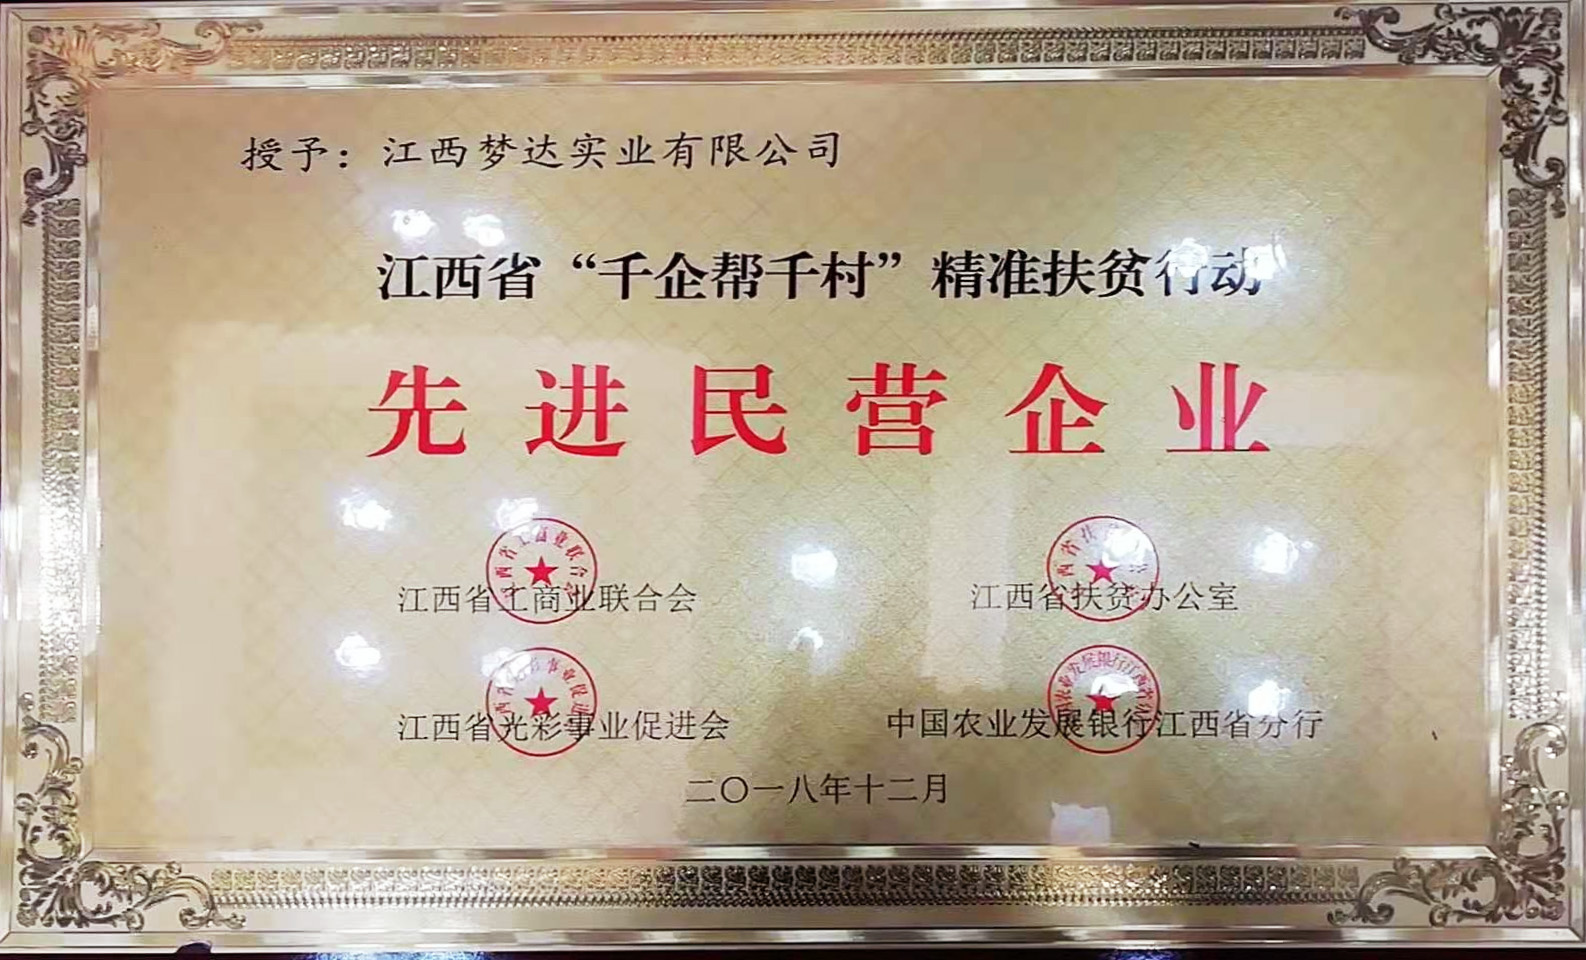 授予：江西梦达实业有限公司
江西省“千企帮千村”精准扶贫行动
先进民营企业
江西省工商业联合会 江西省扶贫办公室
江西省光彩事业促进会 中国农业发展银行江西省分行
二〇一八年十二月